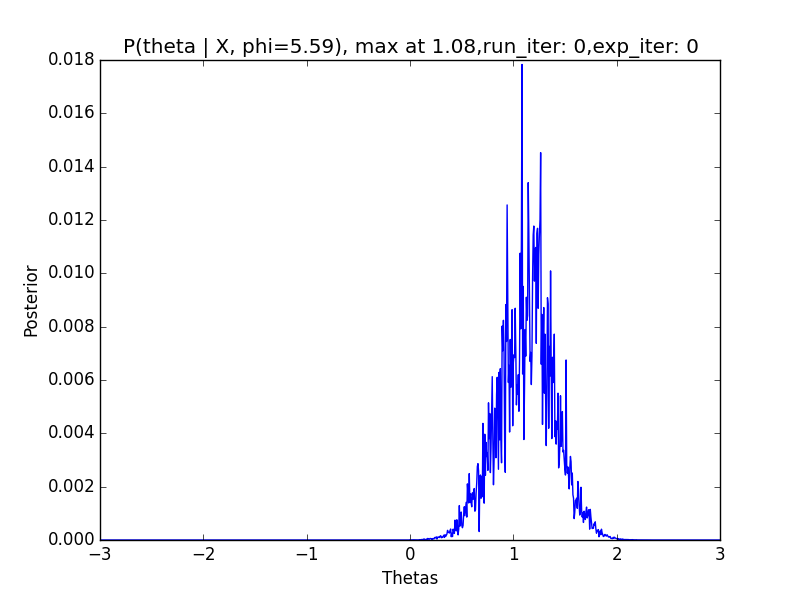 P(theta | X, phi=5.59), max at 1.08,run_iter: 0,exp_iter: 0
0.018
0.016
0.014
0.012
0.010
0.008
0.006
0.004
0.002
0.000
Posterior
−3 −2 −1 0 1 2 3
Thetas